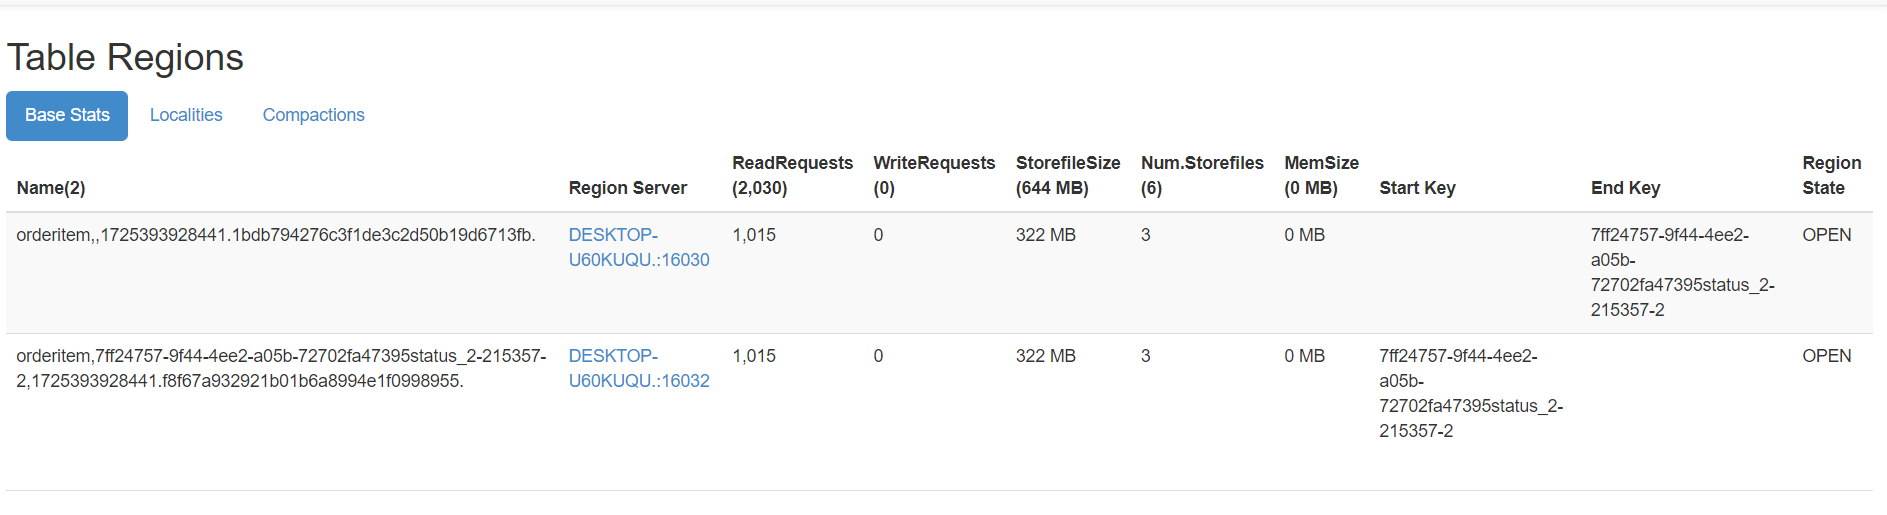 Table Regions
Base Stats Localities Compactions
Name(2) Region Server ReadRequests (2,030) WriteRequests (0) StorefileSize (644 MB) Num.Storefiles (6) MemSize (0 MB) Start Key End Key Region State
orderitem,,1725393928441.1bdb794276c3f1de3c2d50b19d6713fb. DESKTOP- 1,015 0 322 MB 3 0 MB 7ff24757-9f44-4ee2- OPEN
U60KUQU.:16030 a05b-
72702fa47395status_2-
215357-2
orderitem,7ff24757-9f44-4ee2-a05b-72702fa47395status_2-215357- DESKTOP- 1,015 0 322 MB 3 0 MB 7ff24757-9f44-4ee2- OPEN
2,1725393928441.f8f67a932921b01b6a8994e1f0998955. U60KUQU.:16032 a05b-
72702fa47395status_2-
215357-2